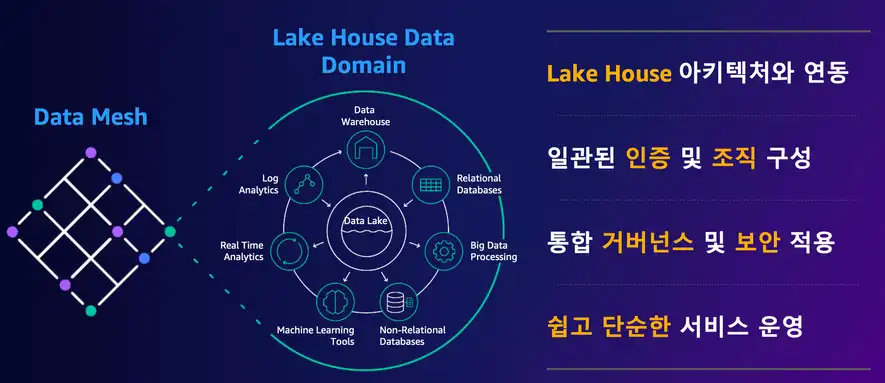 Data Mesh
Lake House Data
Domain
Data
Warehouse
Log
Analytics
Relational
Databases
Data Lake
Real Time
Analytics
Big Data
Processing
Machine Learning
Tools
Non-Relational
Databases
Lake House 아키텍처와 연동
일관된 인증 및 조직 구성
통합 거버넌스 및 보안 적용
쉽고 단순한 서비스 운영